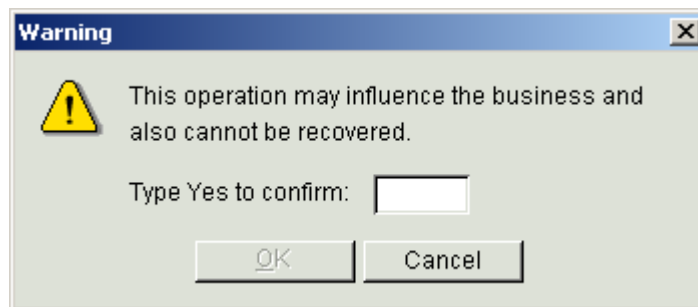 Warning
This operation may influence the business and
also cannot be recovered.
Type Yes to confirm:
OK Cancel